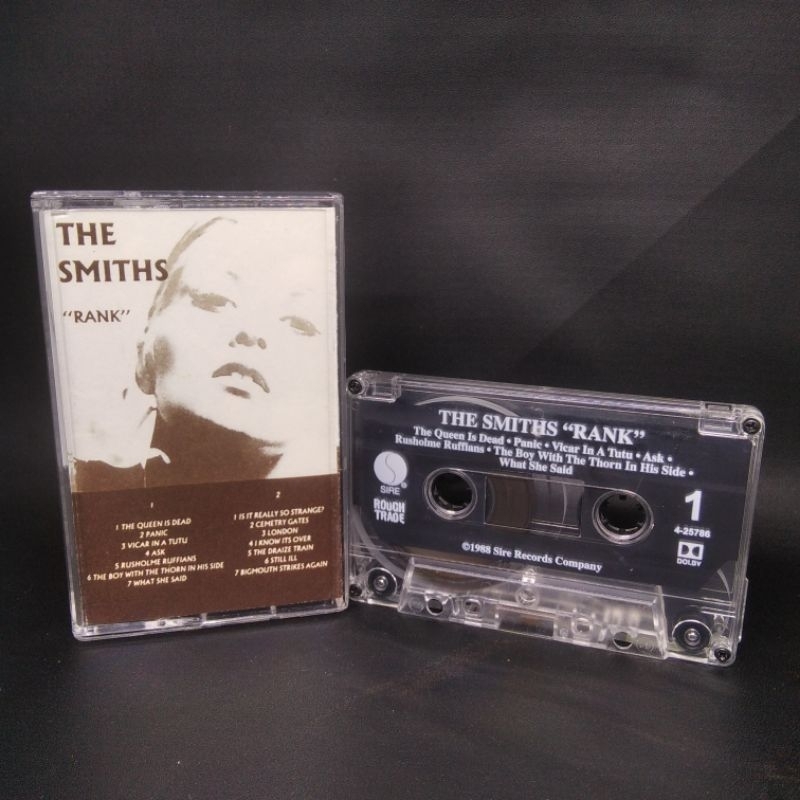 THE
SMITHS
"RANK"
1
1 THE QUEEN IS DEAD
2 PANIC
3 VICAR IN A TUTU
4 ASK
5 RUSHOLME RUFFIANS
6 THE BOY WITH THE THORN IN HIS SIDE
7 WHAT SHE SAID
2
1 IS IT REALLY SO STRANGE?
2 CEMETRY GATES
3 LONDON
4 I KNOW ITS OVER
5 THE DRAIZE TRAIN
6 STILL ILL
7 BIGMOUTH STRIKES AGAIN
THE SMITHS "RANK"
The Queen Is Dead • Panic • Vicar In A Tutu • Ask •
Rusholme Ruffians • The Boy With The Thorn In His Side •
What She Said
SIRE
ROUGH
TRADE
1
4-25786
DOLBY
©1988 Sire Records Company